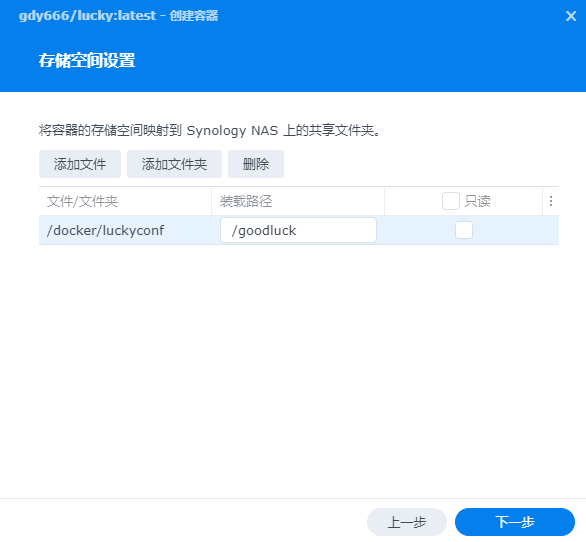 gdy666/lucky:latest - 创建容器
存储空间设置
将容器的存储空间映射到 Synology NAS 上的共享文件夹。
添加文件 添加文件夹 删除
文件/文件夹 装载路径 只读
/docker/luckyconf /goodluck
上一步 下一步